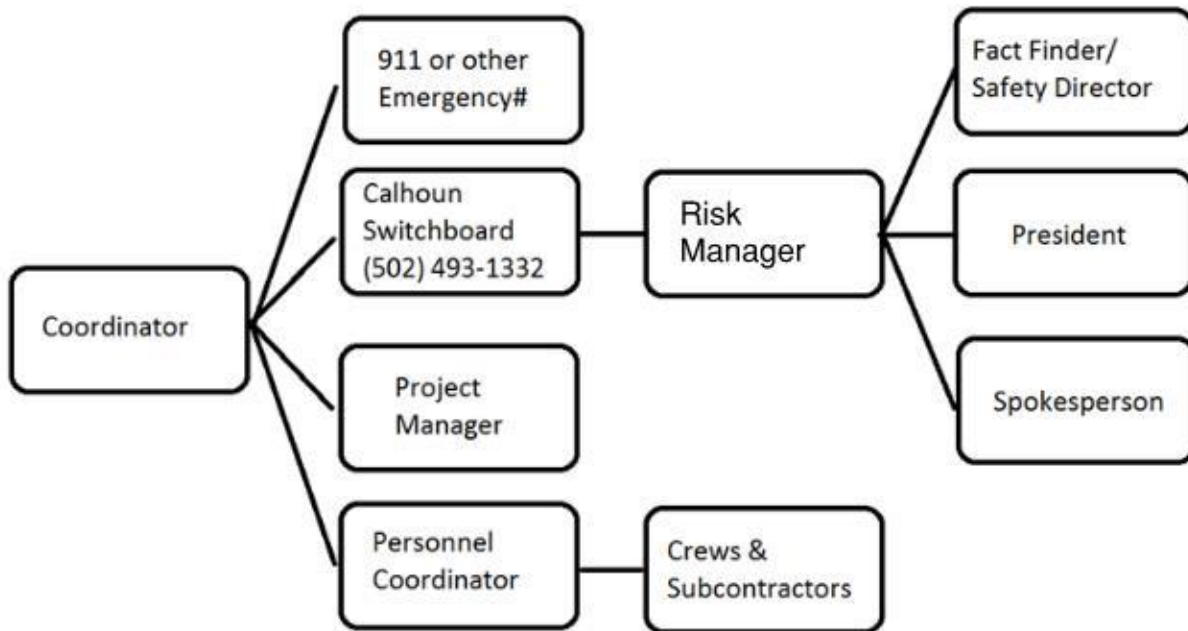 911 or other
Emergency#
Fact Finder/
Safety Director
Calhoun
Switchboard
(502) 493-1332
Risk
Manager
President
Coordinator
Project
Manager
Spokesperson
Personnel
Coordinator
Crews &
Subcontractors